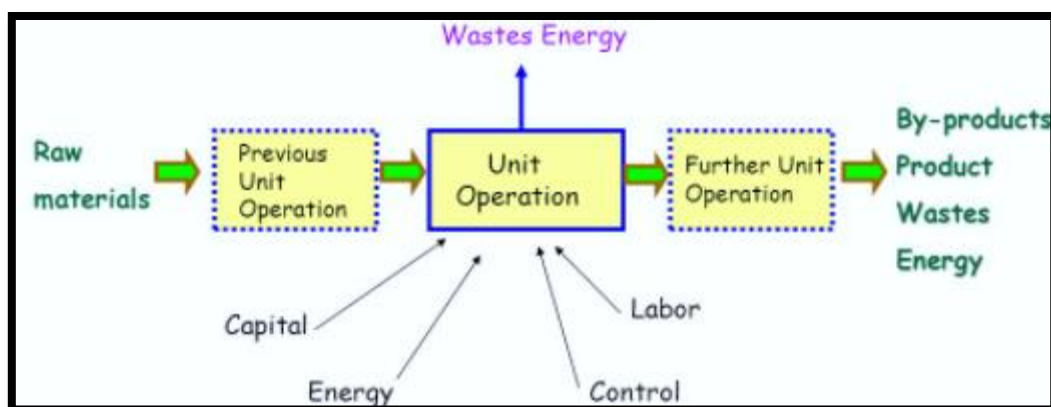 Wastes Energy
Raw
materials
Previous
Unit
Operation
Unit
Operation
Further Unit
Operation
By-products
Product
Wastes
Energy
Capital
Energy
Control
Labor